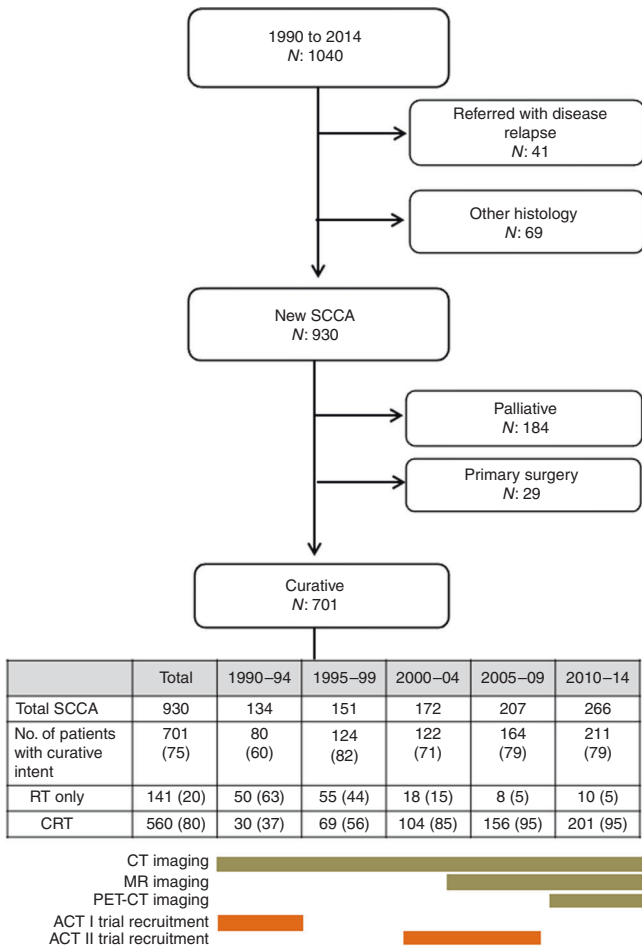 1990 to 2014
N: 1040
Referred with disease
relapse
N: 41
Other histology
N: 69
New SCCA
N: 930
Palliative
N: 184
Primary surgery
N: 29
Curative
N: 701
Total 1990–94 1995–99 2000–04 2005–09 2010–14
Total SCCA 930 134 151 172 207 266
No. of patients 701 80 124 122 164 211
with curative (75) (60) (82) (71) (79) (79)
intent
RT only 141 (20) 50 (63) 55 (44) 18 (15) 8 (5) 10 (5)
CRT 560 (80) 30 (37) 69 (56) 104 (85) 156 (95) 201 (95)
CT imaging
MR imaging
PET-CT imaging
ACT I trial recruitment
ACT II trial recruitment